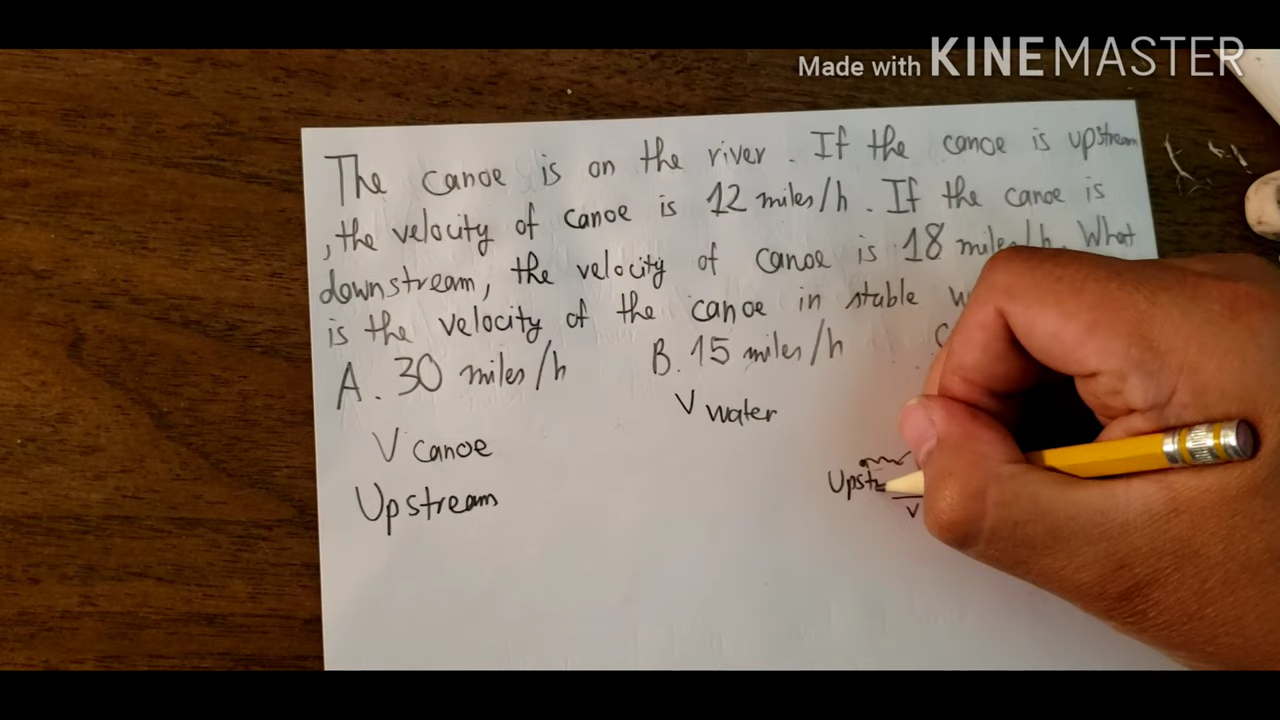 Made with KINEMASTER
The canoe is on the river. If the canoe is upstream
, the velocity of canoe is 12 miles/h. If the canoe is
downstream, the velocity of canoe is 18 miles/h. What
is the velocity of the canoe in stable
A. 30 miles/h B. 15 miles/h
V canoe V water
Upstream
V